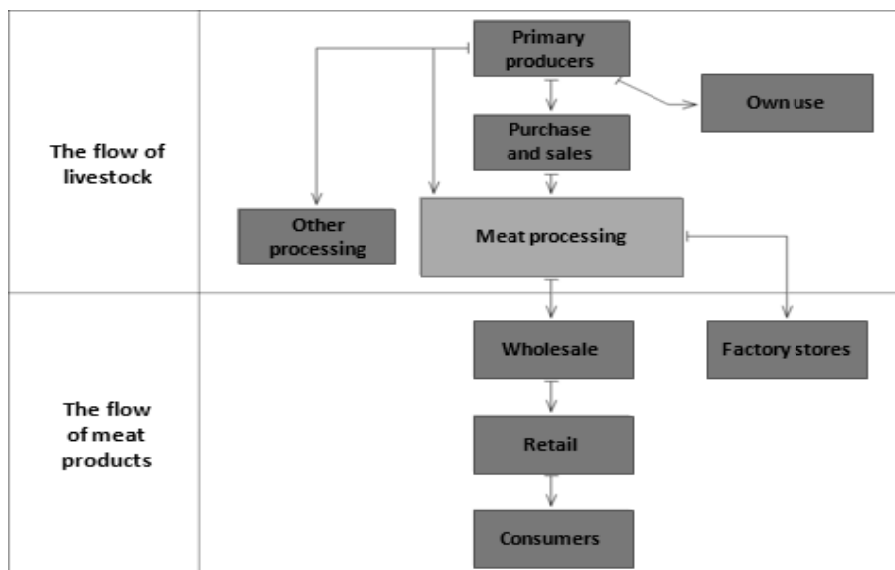 Primary
producers
Own use
Purchase
and sales
The flow of
livestock
Other
processing
Meat processing
Wholesale
Factory stores
The flow
of meat
products
Retail
Consumers